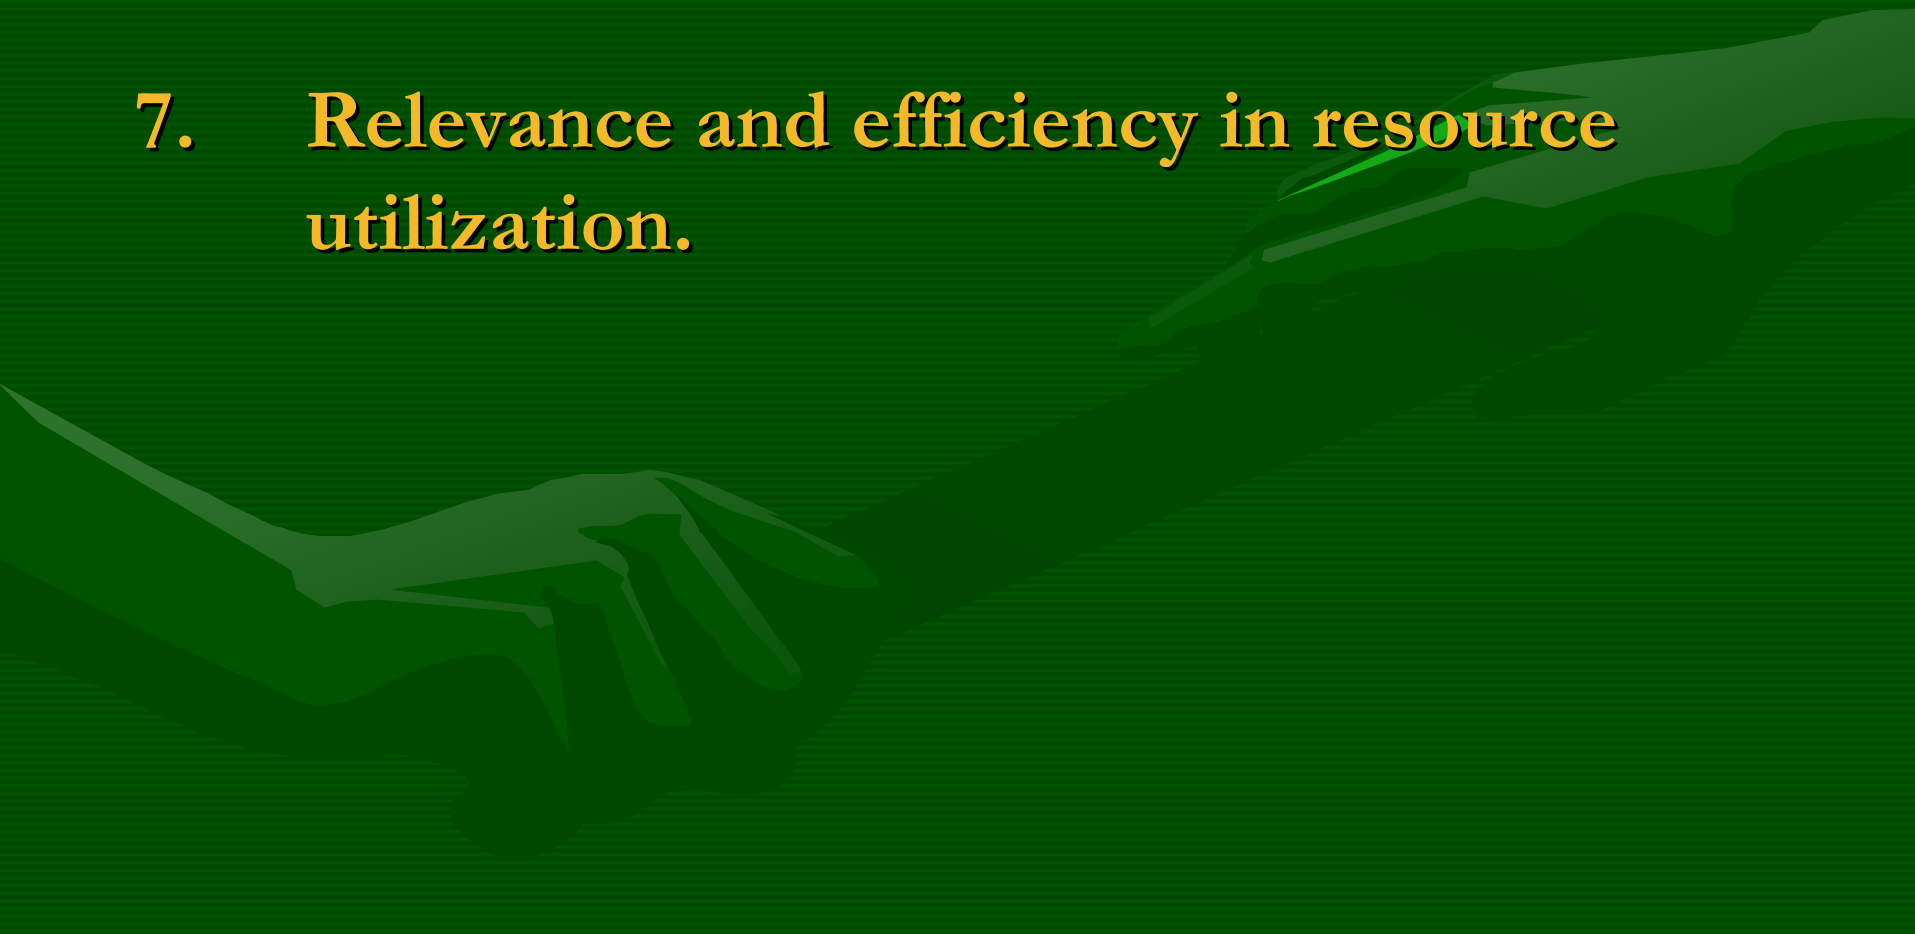 7. Relevance and efficiency in resource
utilization.